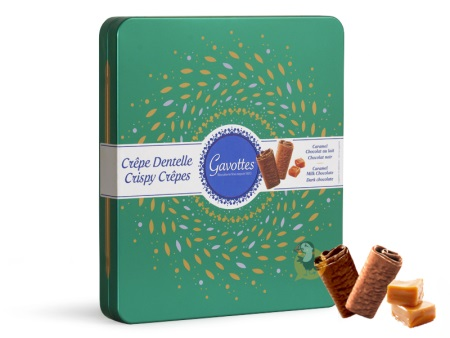 Crêpe Dentelle
Crispy Crêpes
Gavottes
Caramel
Chocolat au lait
Chocolat noir
Caramel
Milk Chocolate
Dark chocolate